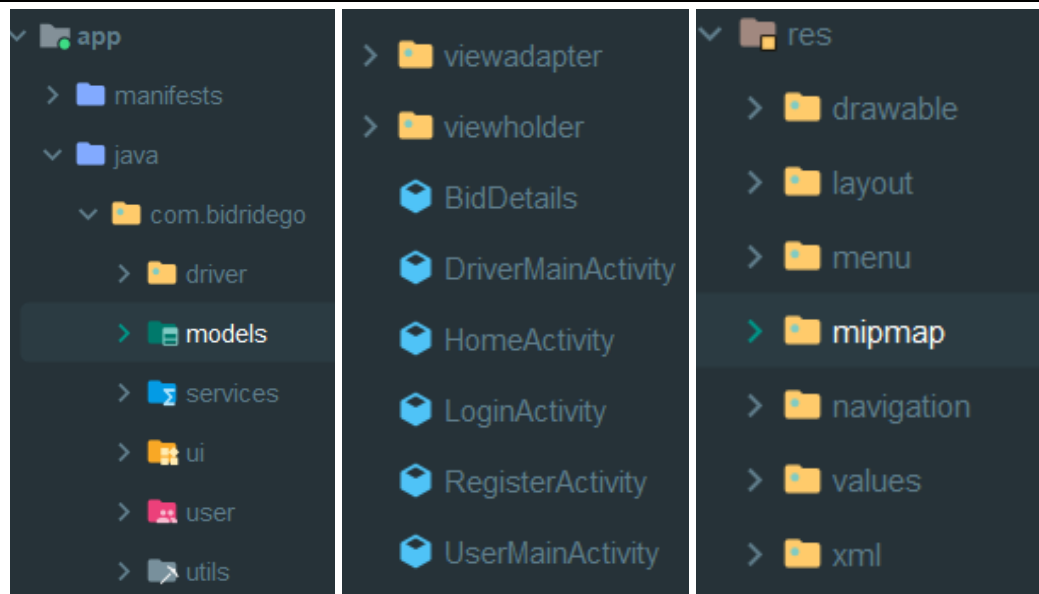 app
manifests
java
com.bidridego
driver
models
services
ui
user
utils
viewadapter
viewholder
BidDetails
DriverMainActivity
HomeActivity
LoginActivity
RegisterActivity
UserMainActivity
res
drawable
layout
menu
mipmap
navigation
values
xml